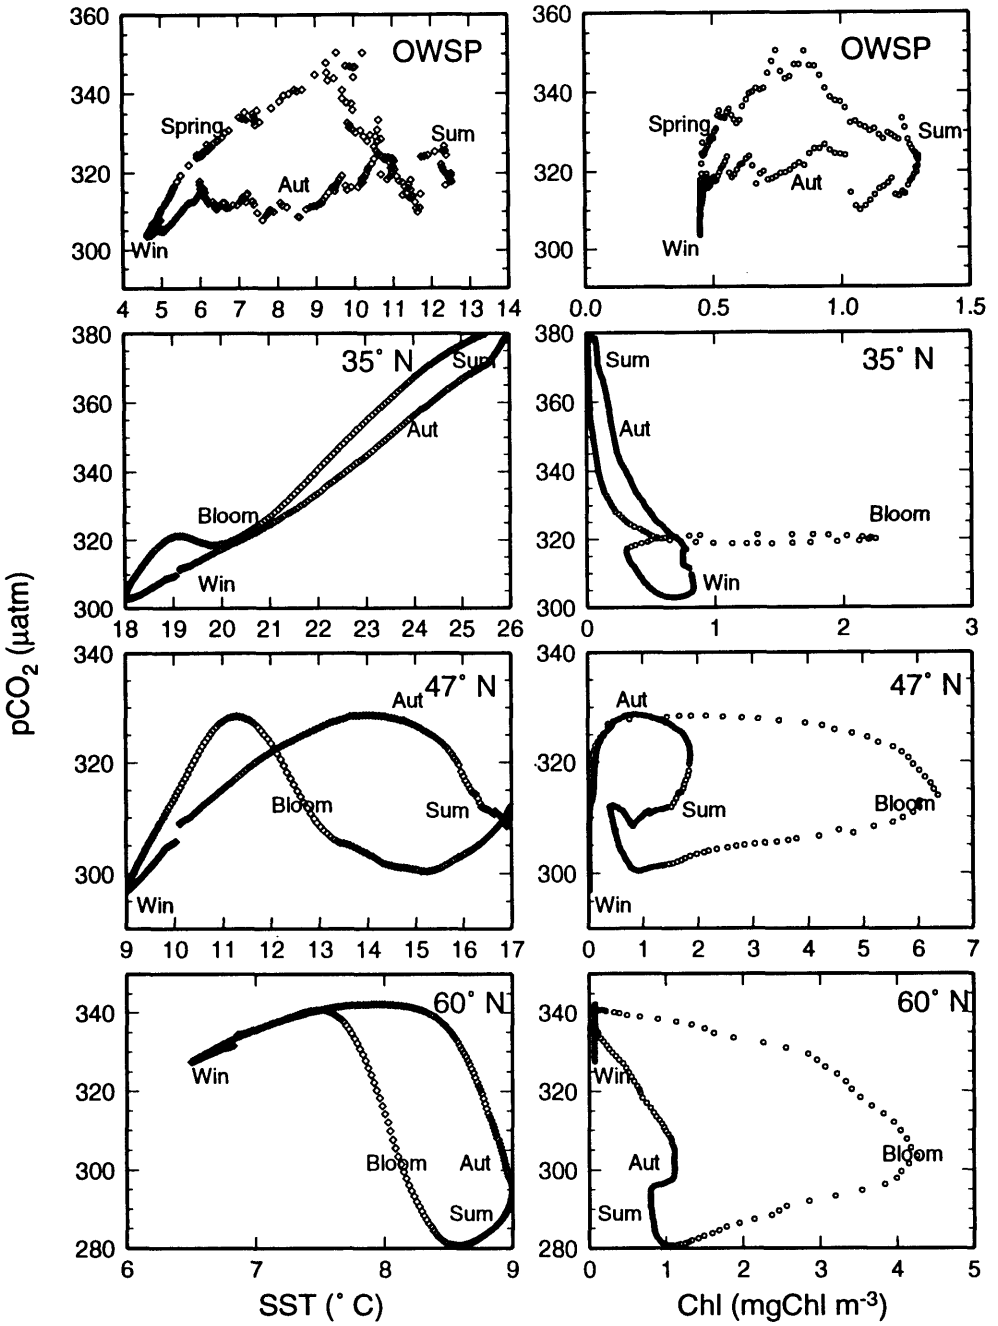 360
340
320
300
OWSP
Spring
Sum
Aut
Win
4 5 6 7 8 9 10 11 12 13 14
360
340
320
300
OWSP
Spring
Sum
Aut
Win
0.0 0.5 1.0 1.5
380
360
340
320
300
35° N
Sum
Aut
Bloom
Win
18 19 20 21 22 23 24 25 26
380
360
340
320
300
35° N
Sum
Aut
Bloom
Win
0 1 2 3
pCO2 (µatm)
340
320
300
47° N
Aut
Bloom
Sum
Win
9 10 11 12 13 14 15 16 17
340
320
300
47° N
Aut
Bloom
Sum
Win
0 1 2 3 4 5 6 7
340
320
300
280
60° N
Win
Bloom
Aut
Sum
6 7 8 9
SST (° C)
340
320
300
280
60° N
Win
Bloom
Aut
Sum
0 1 2 3 4 5
Chl (mgChl m-3)